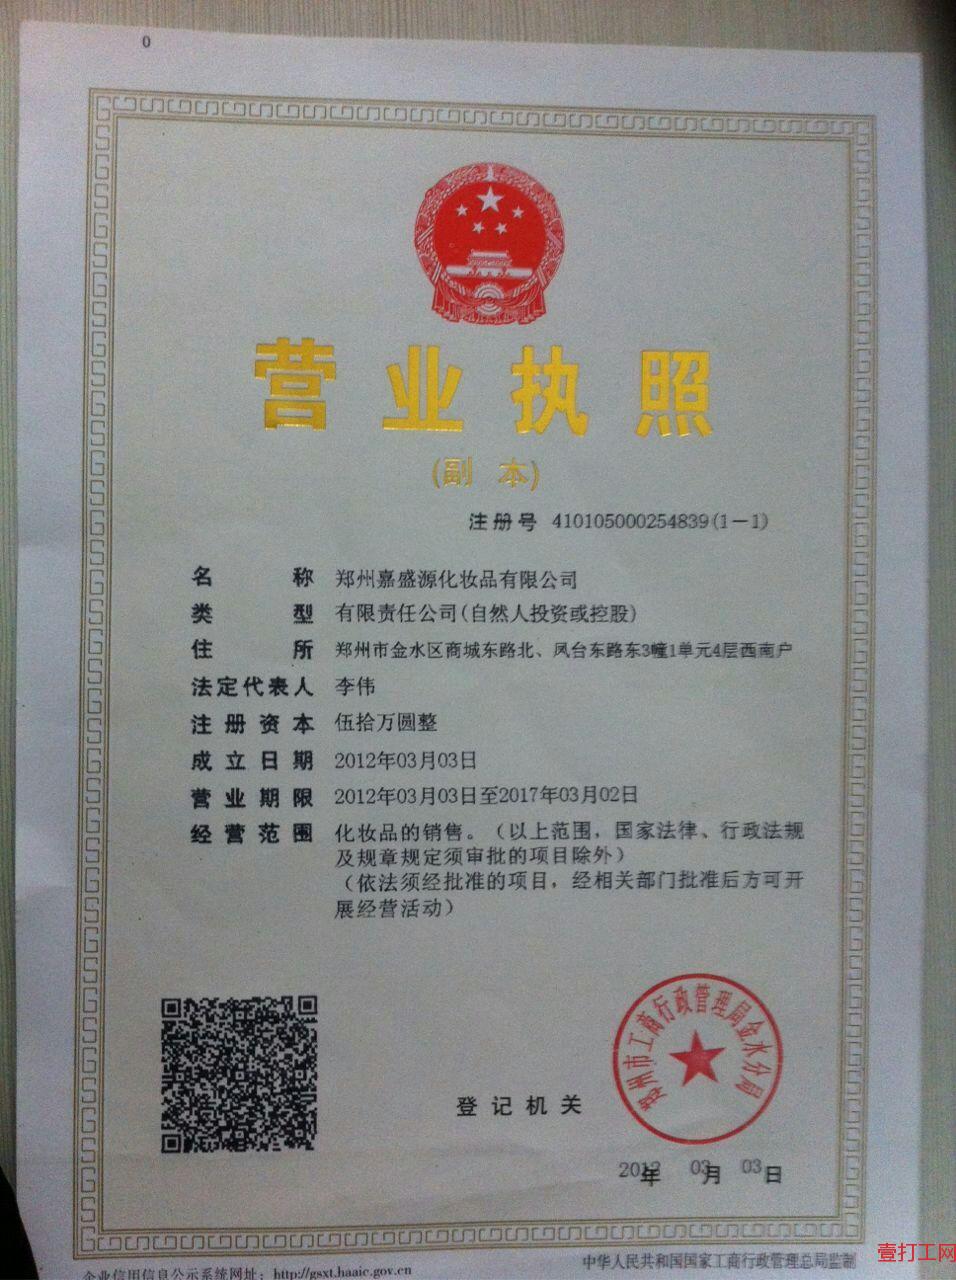 0
营业执照
(副 本)
注册号 410105000254839(1-1)
名称 郑州嘉盛源化妆品有限公司
类型 有限责任公司(自然人投资或控股)
住所 郑州市金水区商城东路北、凤台东路东3幢1单元4层西南户
法定代表人 李伟
注册资本 伍拾万圆整
成立日期 2012年03月03日
营业期限 2012年03月03日至2017年03月02日
经营范围 化妆品的销售。(以上范围,国家法律、行政法规
及规章规定须审批的项目除外)
(依法须经批准的项目,经相关部门批准后方可开
展经营活动)
郑州市工商行政管理局金水分局
登记机关
2012年03月03日
企业信用信息公示系统网址: http://gsxt.haaic.gov.cn
中华人民共和国国家工商行政管理总局监制
壹打工网